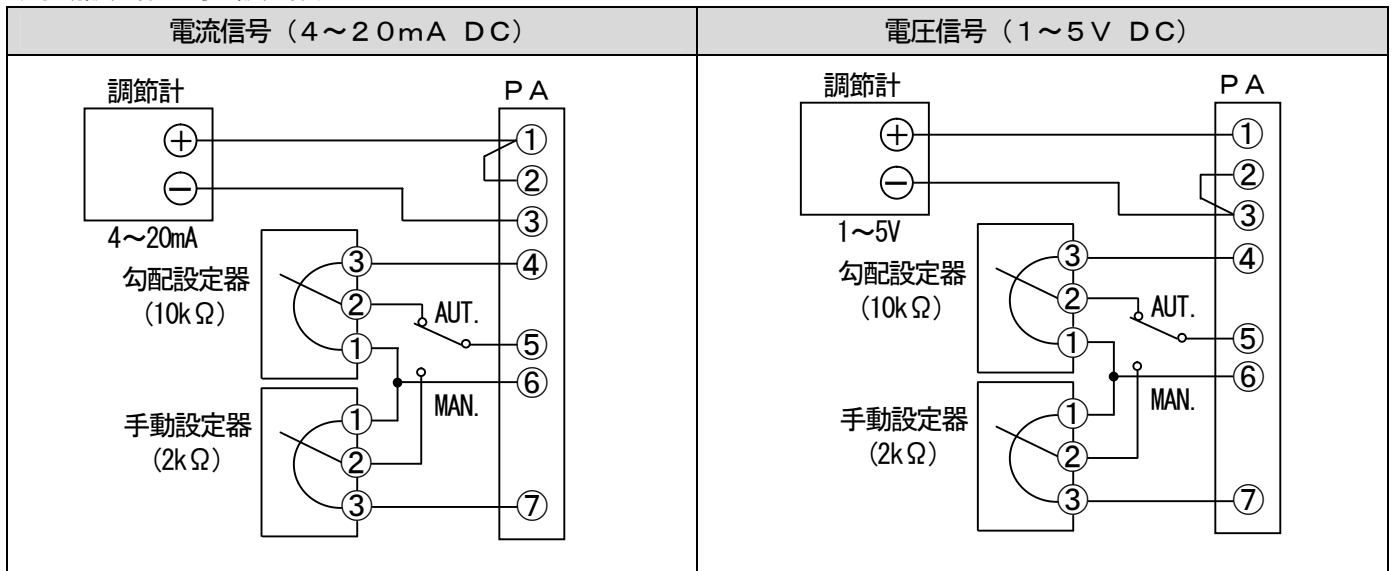 電流信号（４～２０ｍＡ ＤＣ）
調節計
ＰＡ
＋
－
4～20mA
①
②
③
④
⑤
⑥
⑦
勾配設定器
(10kΩ)
③
②
①
AUT.
MAN.
手動設定器
(2kΩ)
①
②
③
電圧信号（１～５Ｖ ＤＣ）
調節計
ＰＡ
＋
－
1～5V
①
②
③
④
⑤
⑥
⑦
勾配設定器
(10kΩ)
③
②
①
AUT.
MAN.
手動設定器
(2kΩ)
①
②
③